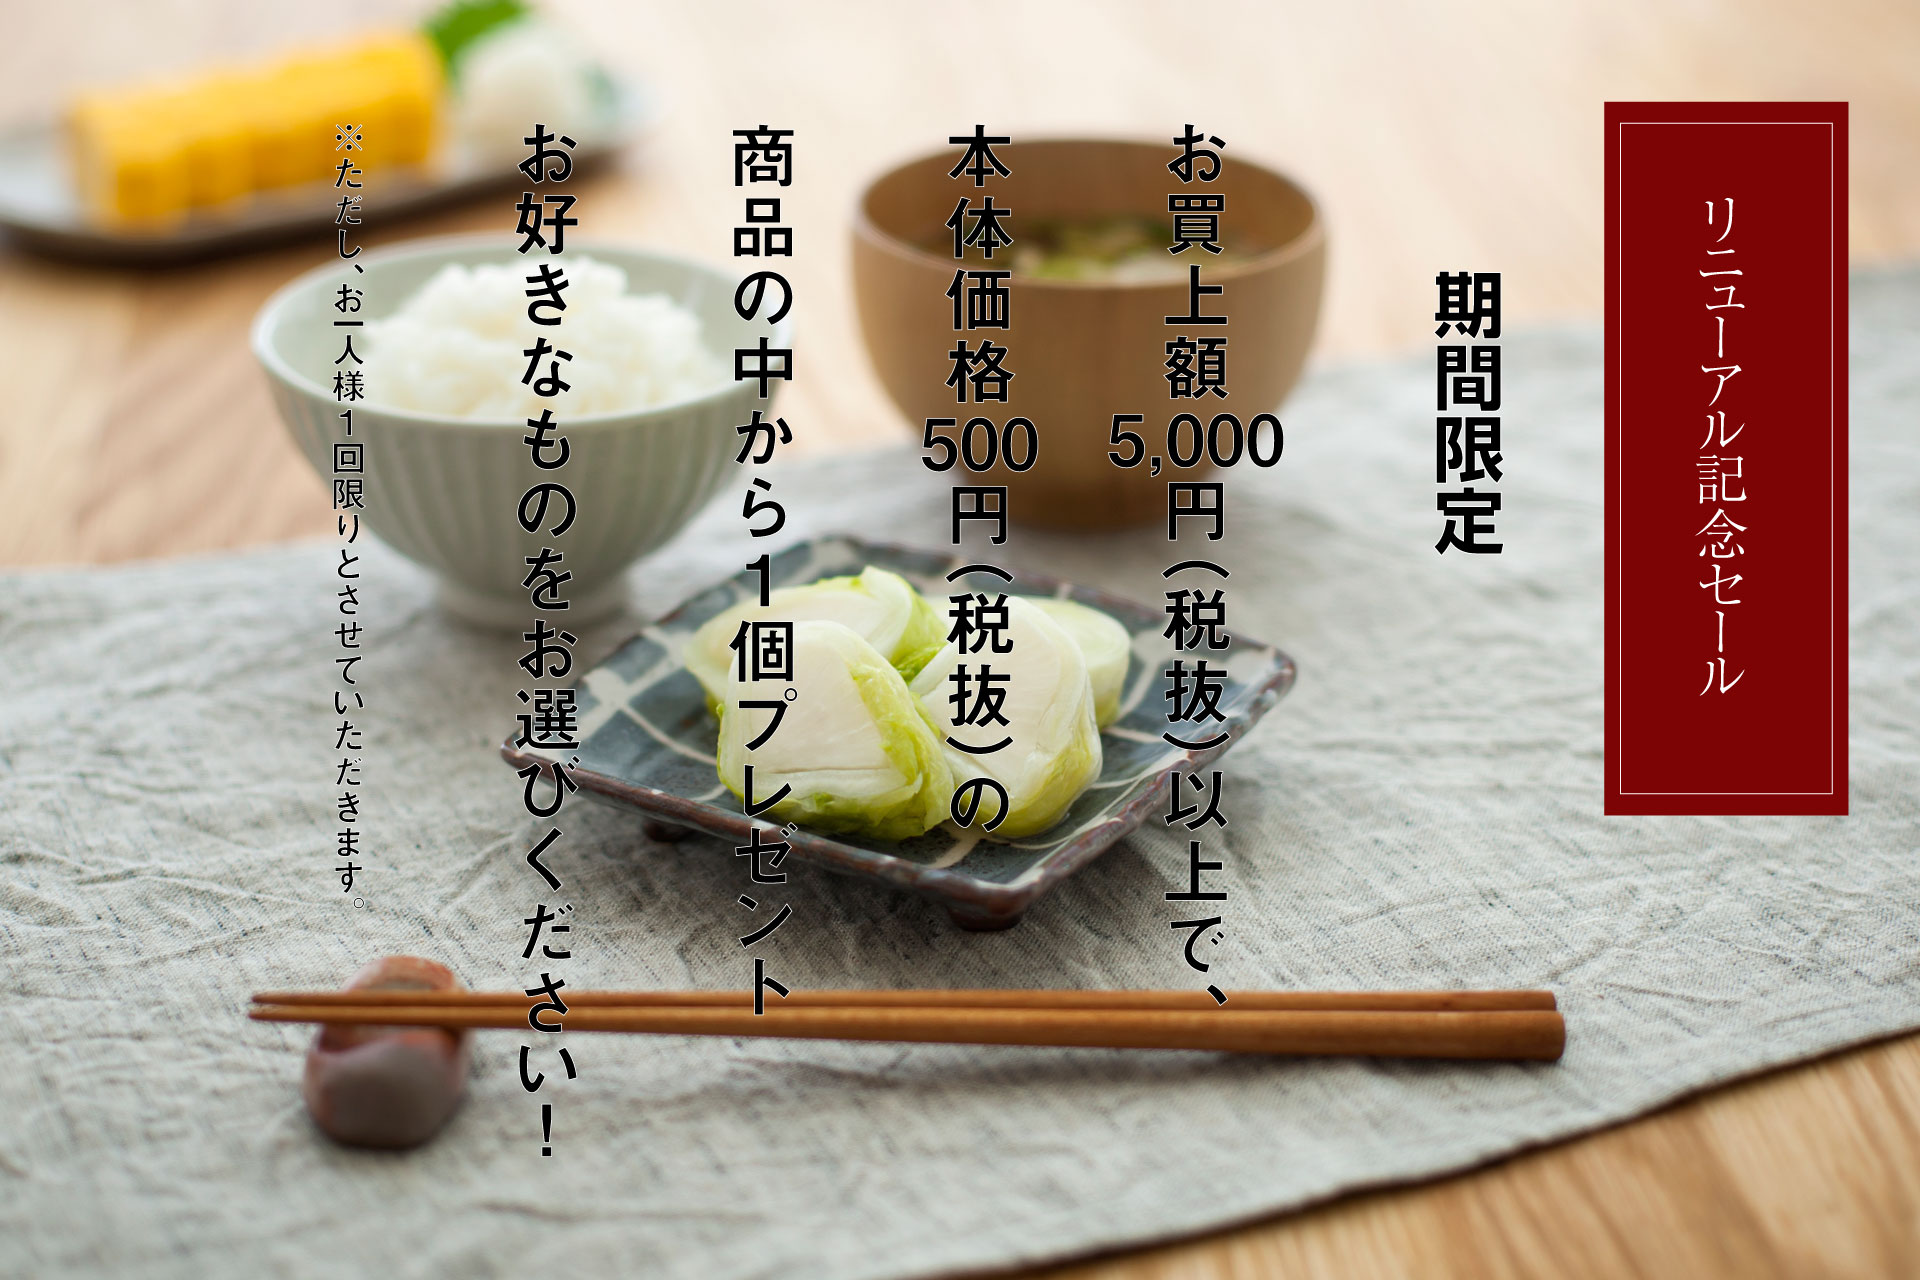 リニューアル記念セール
期間限定
お買上額5,000円(税抜)以上で、
本体価格500円(税抜)の
商品の中から1個プレゼント
お好きなものをお選びください!
※ただし、お一人様1回限りとさせていただきます。